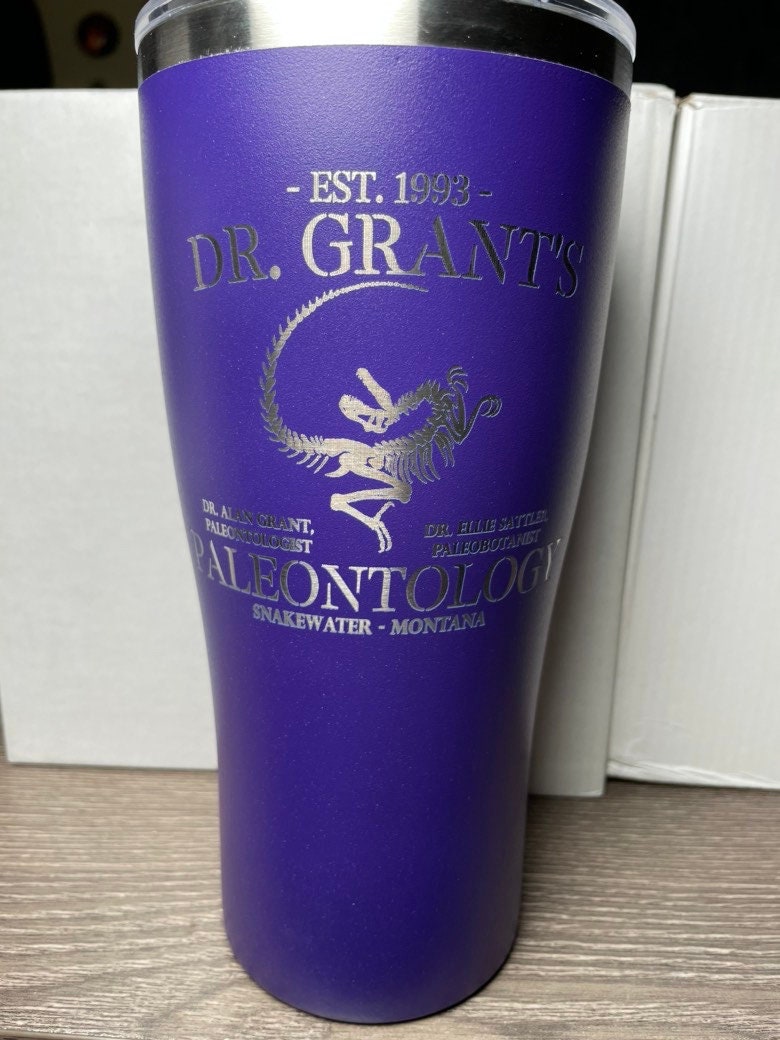 - EST. 1993 -
DR. GRANT'S
DR. ALAN GRANT,
PALEONTOLOGIST
DR. ELLIE SATTLER,
PALEOBOTANIST
PALEONTOLOGY
SNAKEWATER - MONTANA